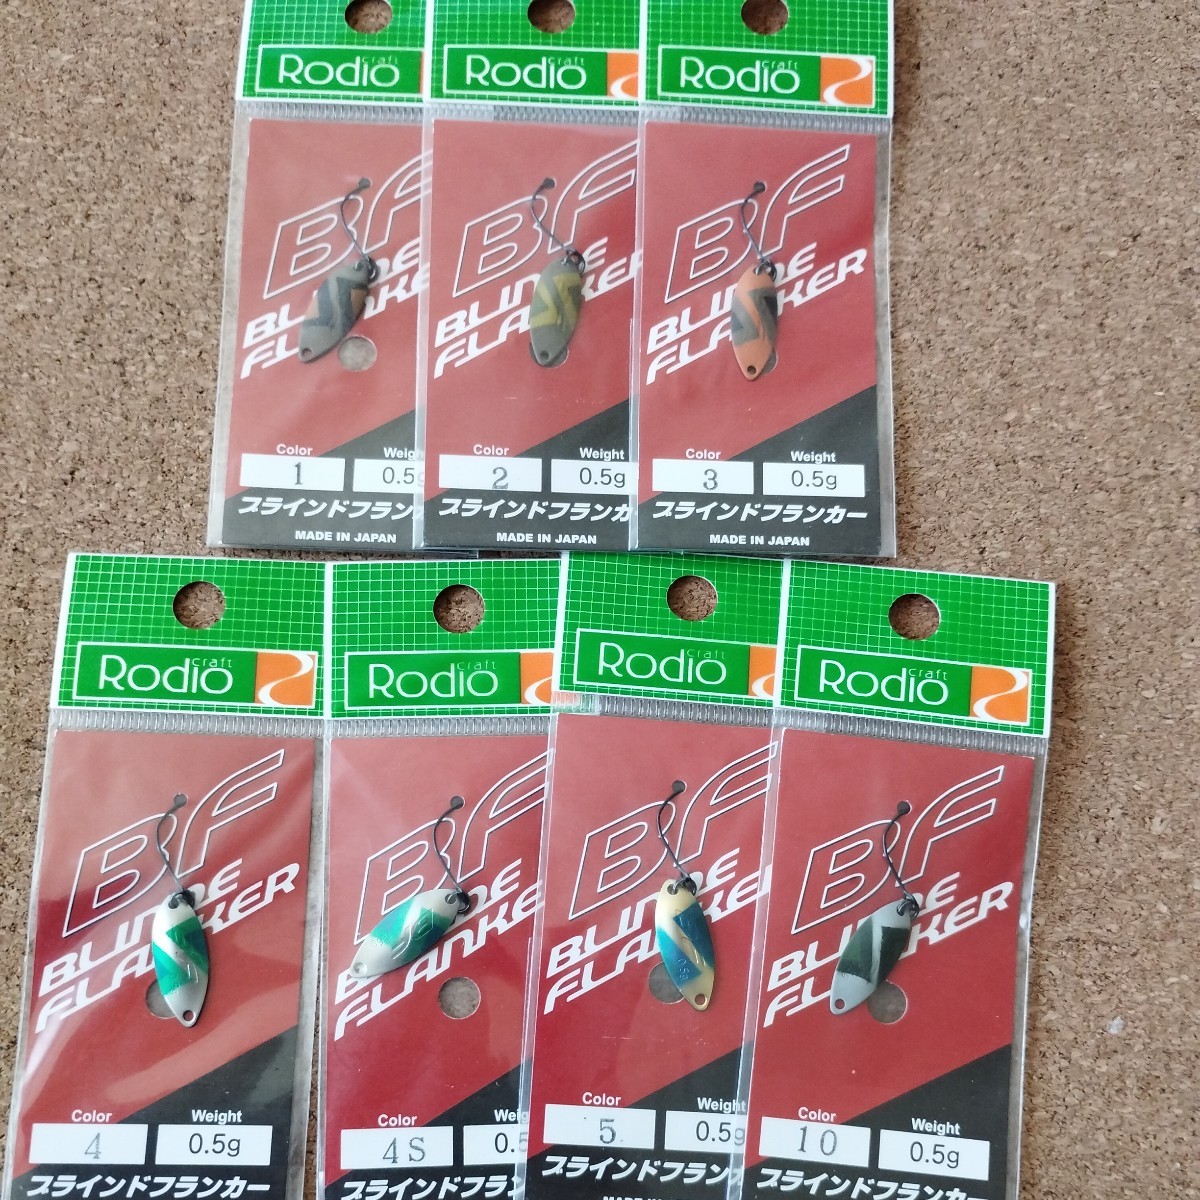 Rodio craft
BF
BLINDE
FLANKER
Color
Weigh
1
0.5g
ブラインドフラン
MADE IN JAPAN
Rodio craft
BF
BLINDE
FLANKER
Color
Weigh
2
0.5g
ブラインドフランカ
MADE IN JAPAN
Rodio craft
BF
BLINDE
FLANKER
Color
Weight
3
0.5g
ブラインドフランカー
MADE IN JAPAN
Rodio craft
BF
BLINDE
FLANKER
Color
Weight
4
0.5g
ブラインドフランカー
Rodio craft
BF
BLINDE
FLANKER
Color
Weig
4S
0.5
ブラインドフラン
Rodio craft
BF
BLINDE
FLANKER
0.5g
Color
Weigh
5
0.5g
ブラインドフラン
Rodio craft
BF
BLINDE
FLANKER
Color
Weight
10
0.5g
ブラインドフランカー